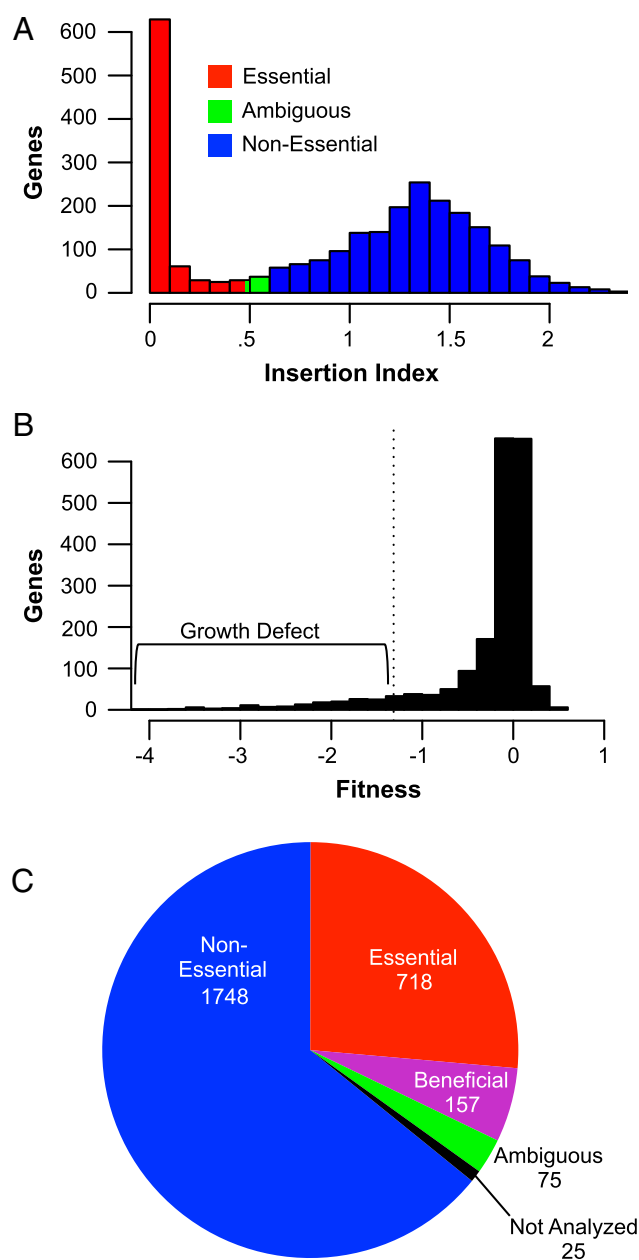 A
600
500
400
300
200
100
0
Genes
Essential
Ambiguous
Non-Essential
0
.5
1
1.5
2
Insertion Index
B
600
500
400
300
200
100
0
Genes
Growth Defect
-4
-3
-2
-1
0
1
Fitness
C
Non-
Essential
1748
Essential
718
Beneficial
157
Ambiguous
75
Not Analyzed
25